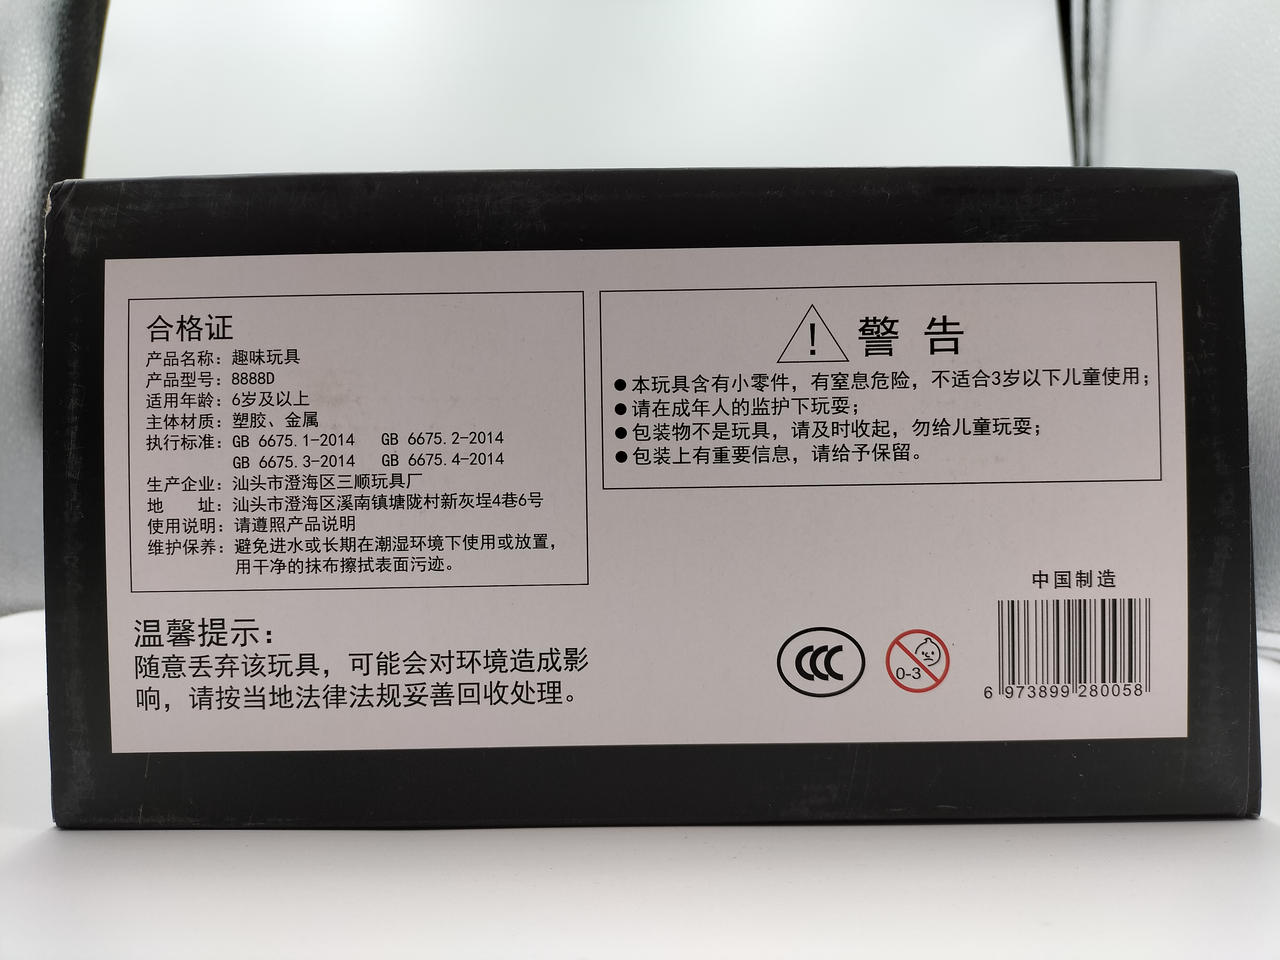 合格证
产品名称：趣味玩具
产品型号：8888D
适用年龄：6岁及以上
主体材质：塑胶、金属
执行标准：GB 6675.1-2014 GB 6675.2-2014
GB 6675.3-2014 GB 6675.4-2014
生产企业：汕头市澄海区三顺玩具厂
地 址：汕头市澄海区溪南镇塘陇村新灰埕4巷6号
使用说明：请遵照产品说明
维护保养：避免进水或长期在潮湿环境下使用或放置，
用干净的抹布擦拭表面污迹。
温馨提示：
随意丢弃该玩具，可能会对环境造成影
响，请按当地法律法规妥善回收处理。
! 警告
●本玩具含有小零件，有窒息危险，不适合3岁以下儿童使用；
●请在成年人的监护下玩耍；
●包装物不是玩具，请及时收起，勿给儿童玩耍；
●包装上有重要信息，请给予保留。
中国制造
CCC
0-3
6 973899 280058